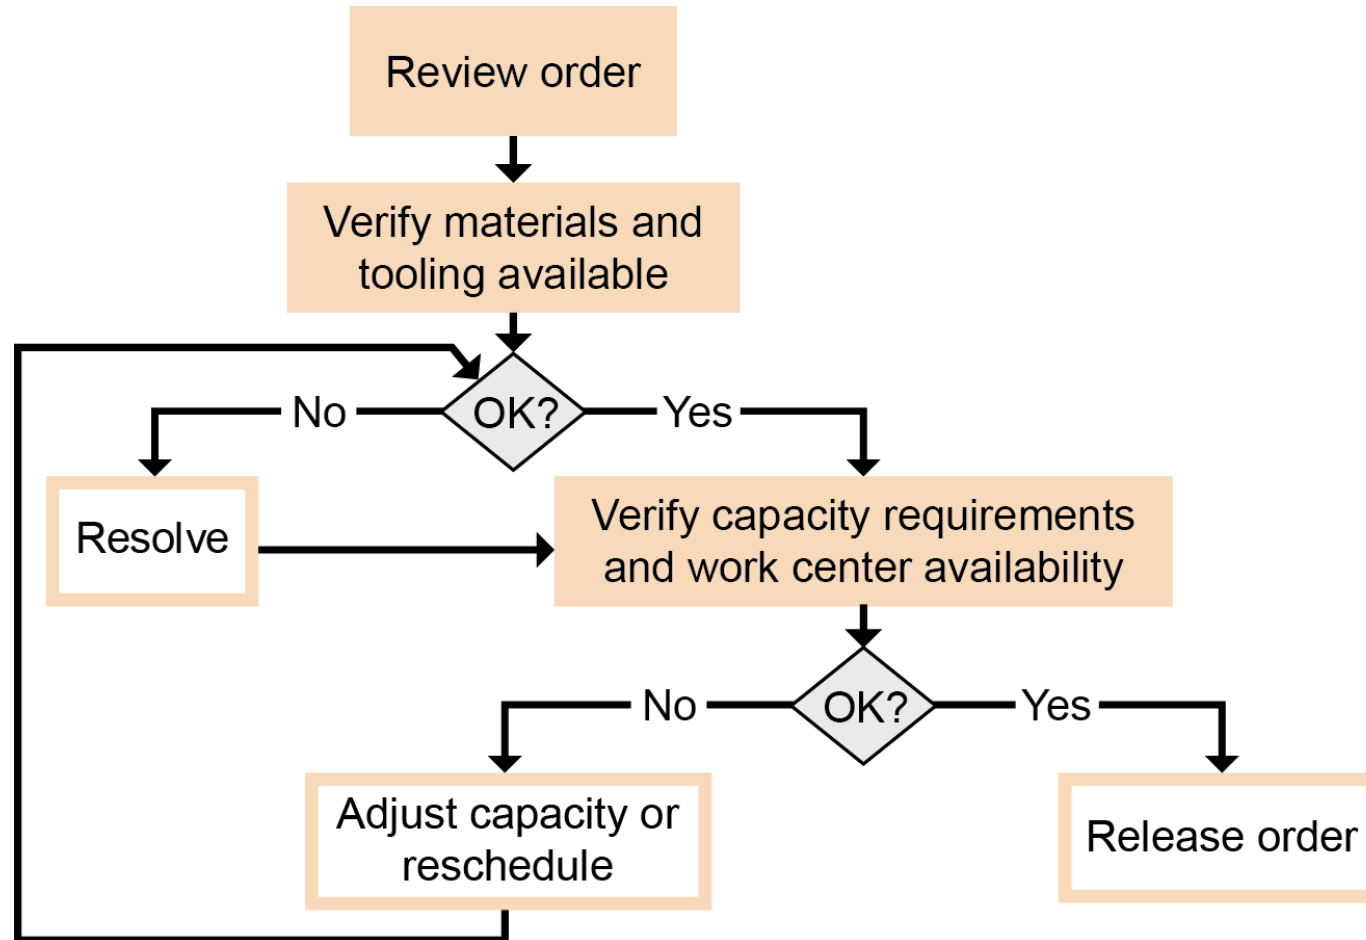 Review order
Verify materials and
tooling available
No
OK?
Yes
Resolve
Verify capacity requirements
and work center availability
No
OK?
Yes
Adjust capacity or
reschedule
Release order